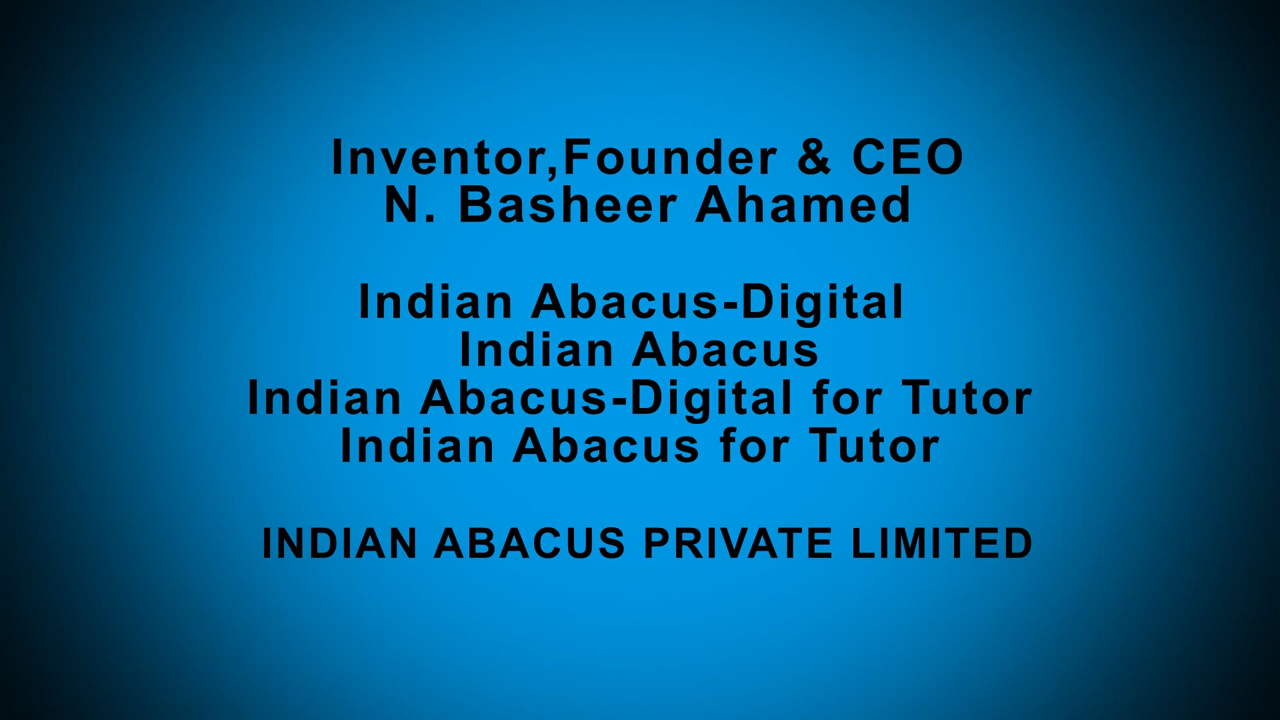 Inventor,Founder & CEO
N. Basheer Ahamed
Indian Abacus-Digital
Indian Abacus
Indian Abacus-Digital for Tutor
Indian Abacus for Tutor
INDIAN ABACUS PRIVATE LIMITED